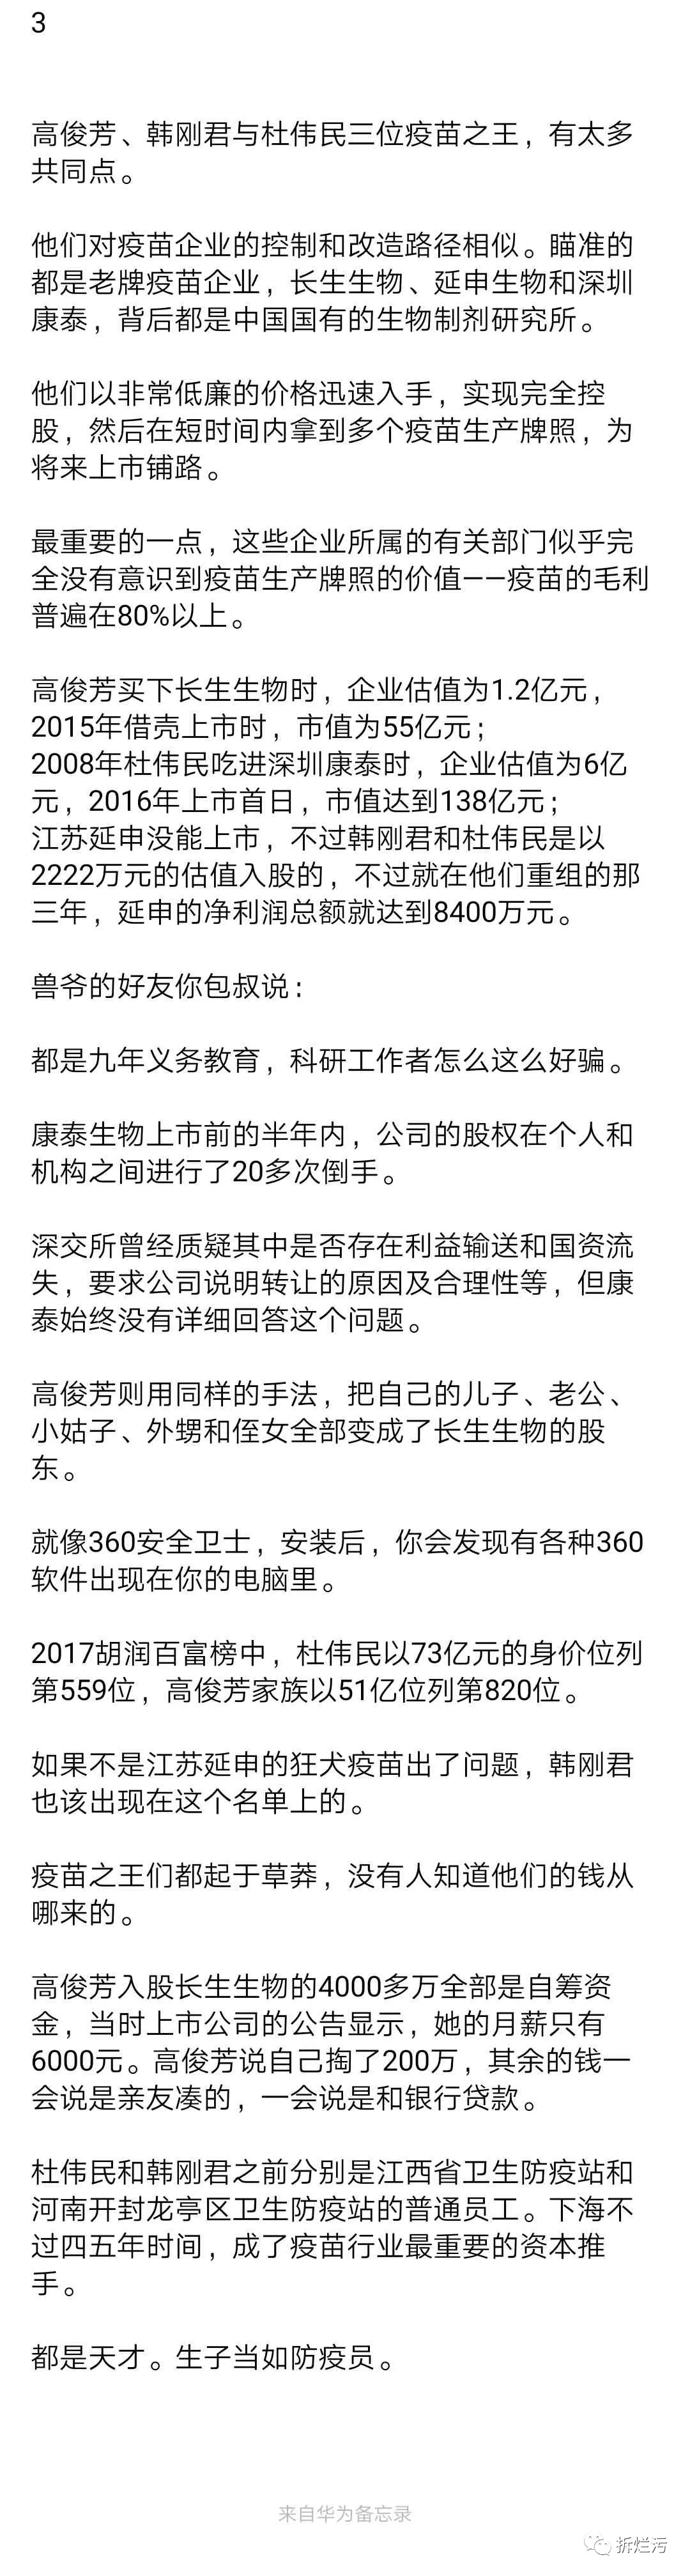 3
高俊芳、韩刚君与杜伟民三位疫苗之王，有太多
共同点。
他们对疫苗企业的控制和改造路径相似。瞄准的
都是老牌疫苗企业，长生生物、延申生物和深圳
康泰，背后都是中国国有的生物制剂研究所。
他们以非常低廉的价格迅速入手，实现完全控
股，然后在短时间内拿到多个疫苗生产牌照，为
将来上市铺路。
最重要的一点，这些企业所属的有关部门似乎完
全没有意识到疫苗生产牌照的价值——疫苗的毛利
普遍在80%以上。
高俊芳买下长生生物时，企业估值为1.2亿元，
2015年借壳上市时，市值为55亿元；
2008年杜伟民吃进深圳康泰时，企业估值为6亿
元，2016年上市首日，市值达到138亿元；
江苏延申没能上市，不过韩刚君和杜伟民是以
2222万元的估值入股的，不过就在他们重组的那
三年，延申的净利润总额就达到8400万元。
兽爷的好友你包叔说：
都是九年义务教育，科研工作者怎么这么好骗。
康泰生物上市前的半年内，公司的股权在个人和
机构之间进行了20多次倒手。
深交所曾经质疑其中是否存在利益输送和国资流
失，要求公司说明转让的原因及合理性等，但康
泰始终没有详细回答这个问题。
高俊芳则用同样的手法，把自己的儿子、老公、
小姑子、外甥和侄女全部变成了长生生物的股
东。
就像360安全卫士，安装后，你会发现有各种360
软件出现在你的电脑里。
2017胡润百富榜中，杜伟民以73亿元的身价位列
第559位，高俊芳家族以51亿位列第820位。
如果不是江苏延申的狂犬疫苗出了问题，韩刚君
也该出现在这个名单上的。
疫苗之王们都起于草莽，没有人知道他们的钱从
哪来的。
高俊芳入股长生生物的4000多万全部是自筹资
金，当时上市公司的公告显示，她的月薪只有
6000元。高俊芳说自己掏了200万，其余的钱一
会说是亲友凑的，一会说是和银行贷款。
杜伟民和韩刚君之前分别是江西省卫生防疫站和
河南开封龙亭区卫生防疫站的普通员工。下海不
过四五年时间，成了疫苗行业最重要的资本推
手。
都是天才。生子当如防疫员。
来自华为备忘录
拆烂污